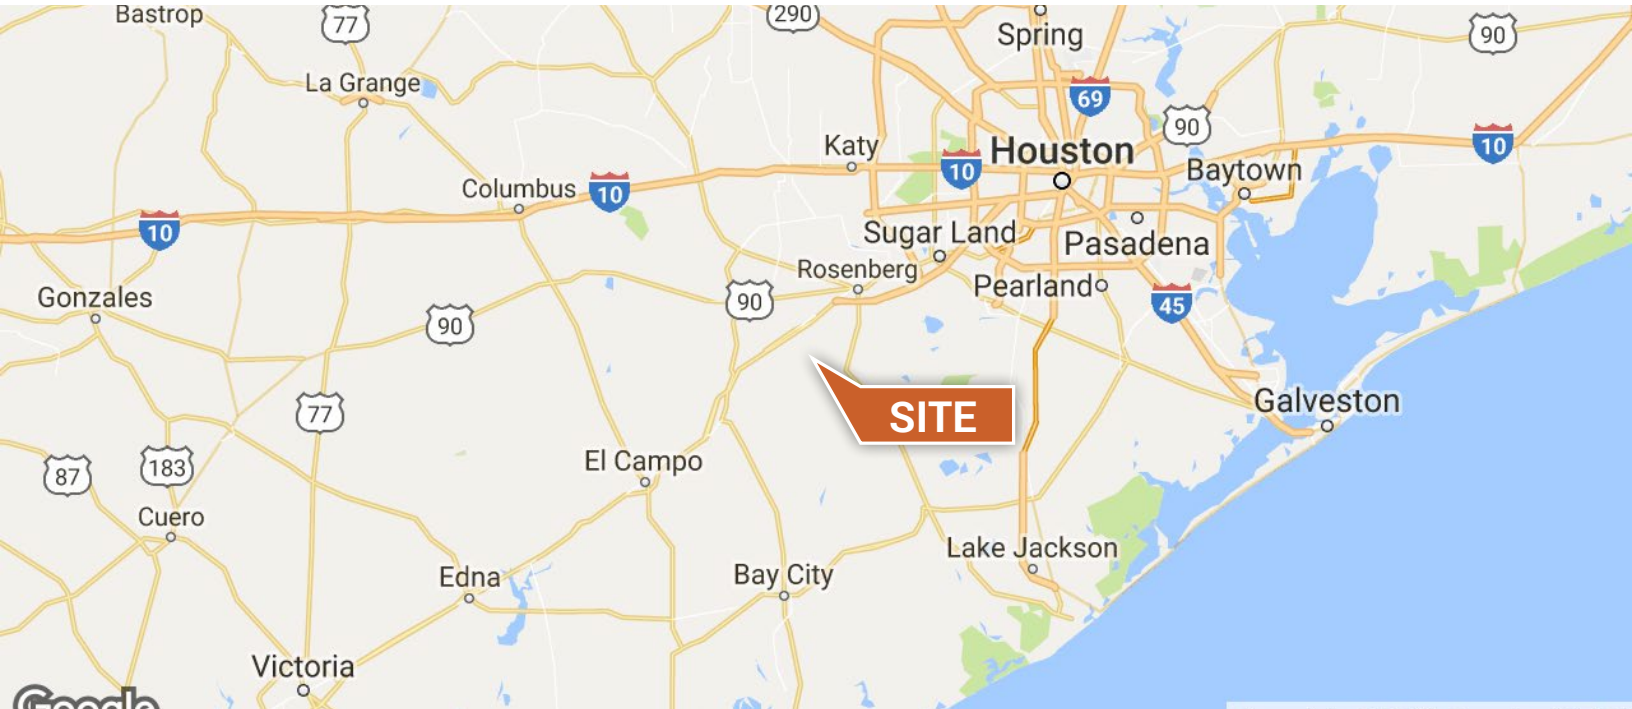 Bastrop
77
290
Spring
90
La Grange
69
90
Katy
Houston
10
10
Baytown
Columbus
10
10
Sugar Land
Pasadena
Rosenberg
Pearland
90
45
Gonzales
90
77
SITE
Galveston
El Campo
87
183
Cuero
Lake Jackson
Edna
Bay City
Victoria
Google